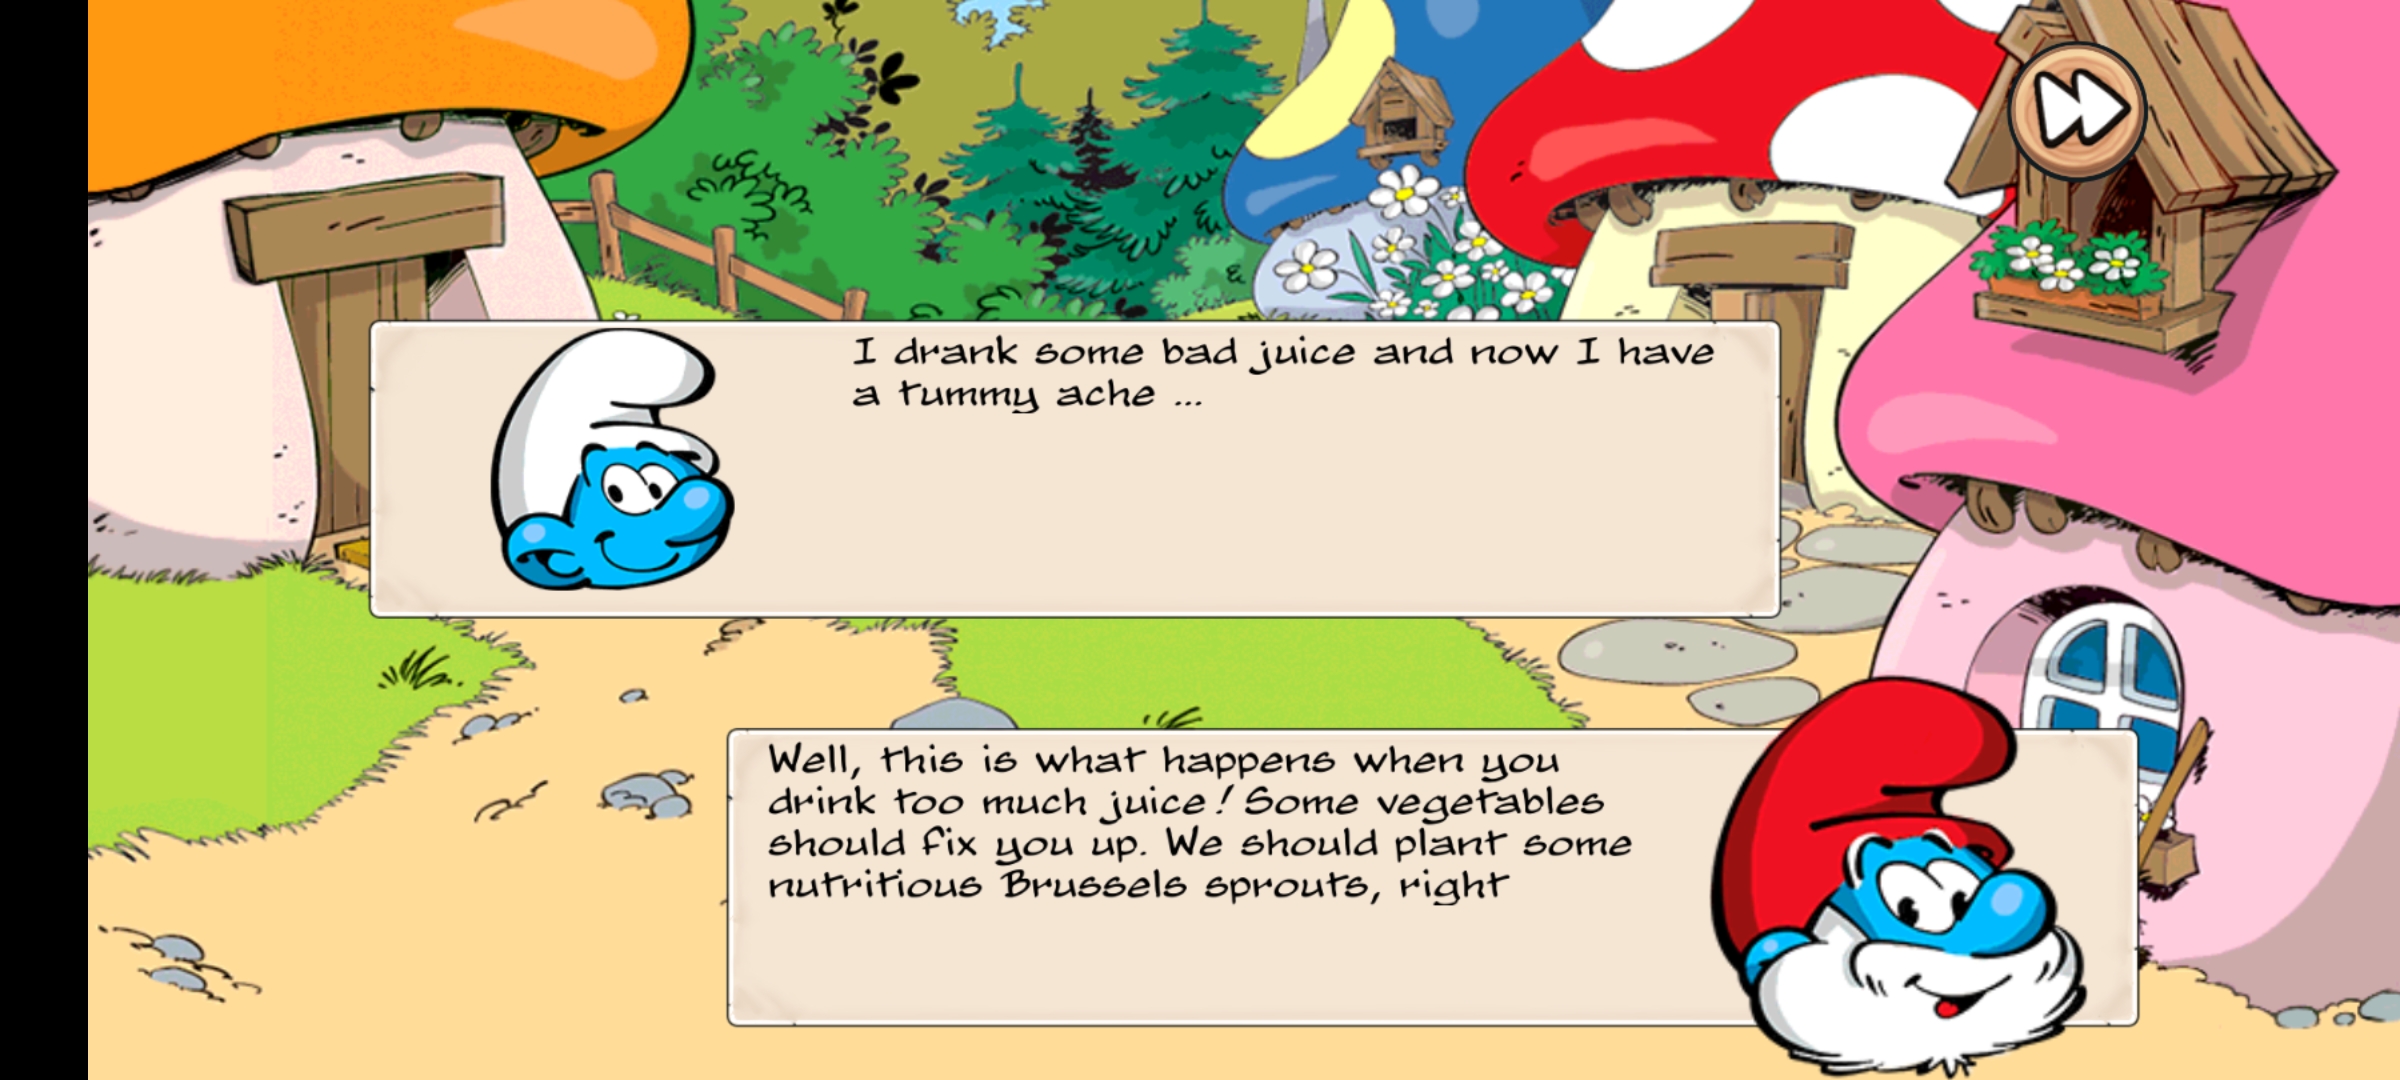 I drank some bad juice and now I have
a tummy ache ...
Well, this is what happens when you
drink too much juice! Some vegetables
should fix you up. We should plant some
nutritious Brussels sprouts, right